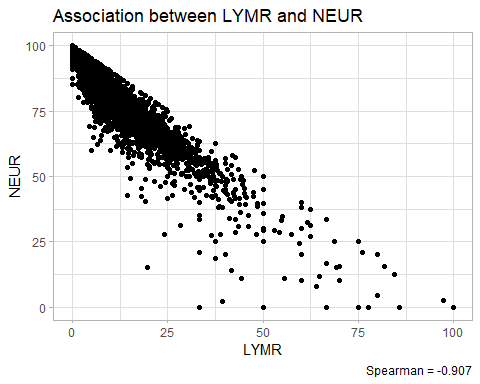 Association between LYMR and NEUR
100
75
50
25
0
NEUR
0 25 50 75 100
LYMR
Spearman = -0.907